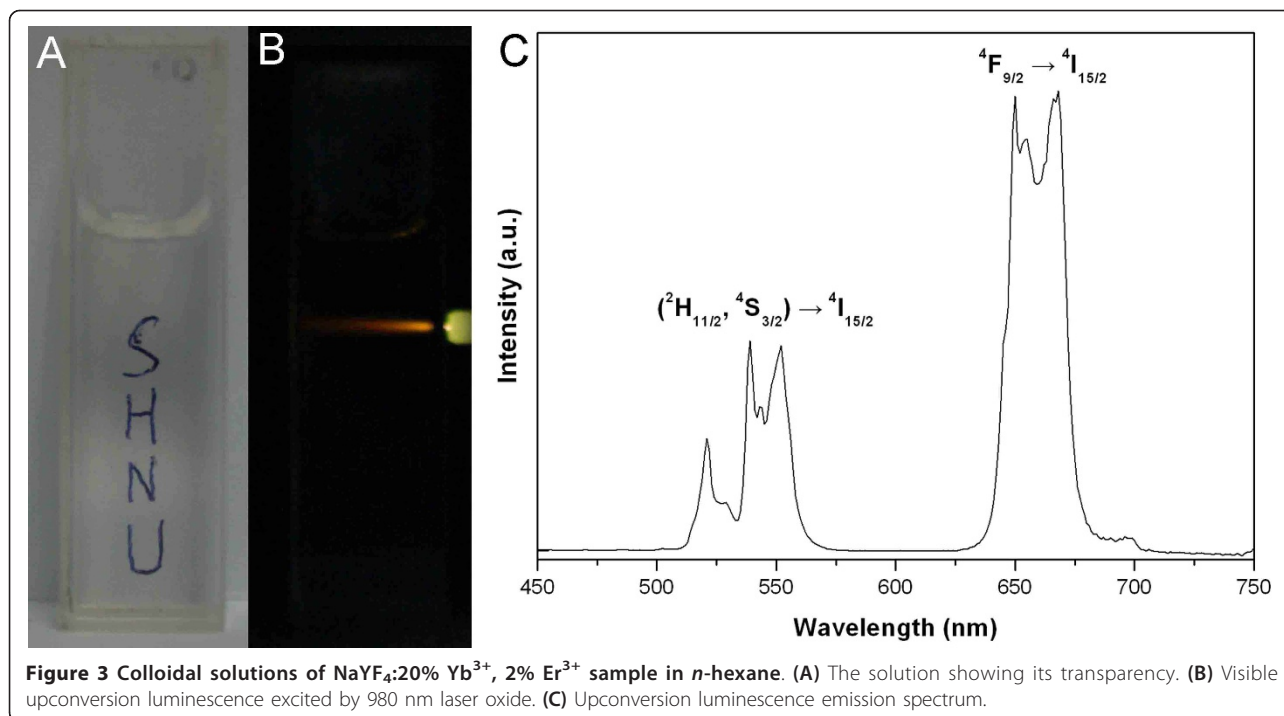 A
B
C
10
S
H
N
U
Intensity (a.u.)
(²H₁₁/₂, ⁴S₃/₂) → ⁴I₁₅/₂
⁴F₉/₂ → ⁴I₁₅/₂
450 500 550 600 650 700 750
Wavelength (nm)
Figure 3 Colloidal solutions of NaYF₄:20% Yb³⁺, 2% Er³⁺ sample in n-hexane. (A) The solution showing its transparency. (B) Visible
upconversion luminescence excited by 980 nm laser oxide. (C) Upconversion luminescence emission spectrum.